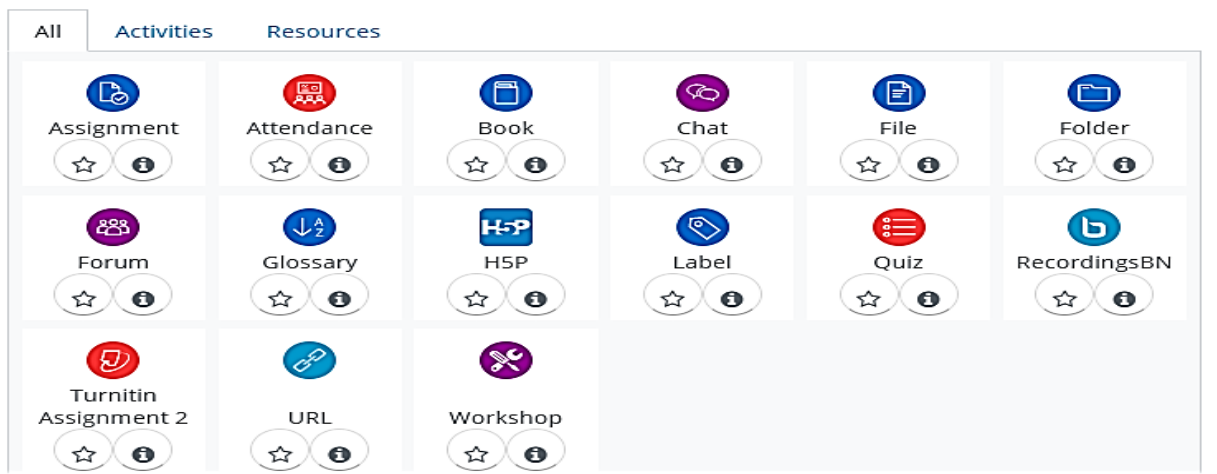 All Activities Resources
Assignment Attendance Book Chat File Folder
Forum Glossary H5P H5P Label Quiz RecordingsBN
Turnitin
Assignment 2 URL Workshop